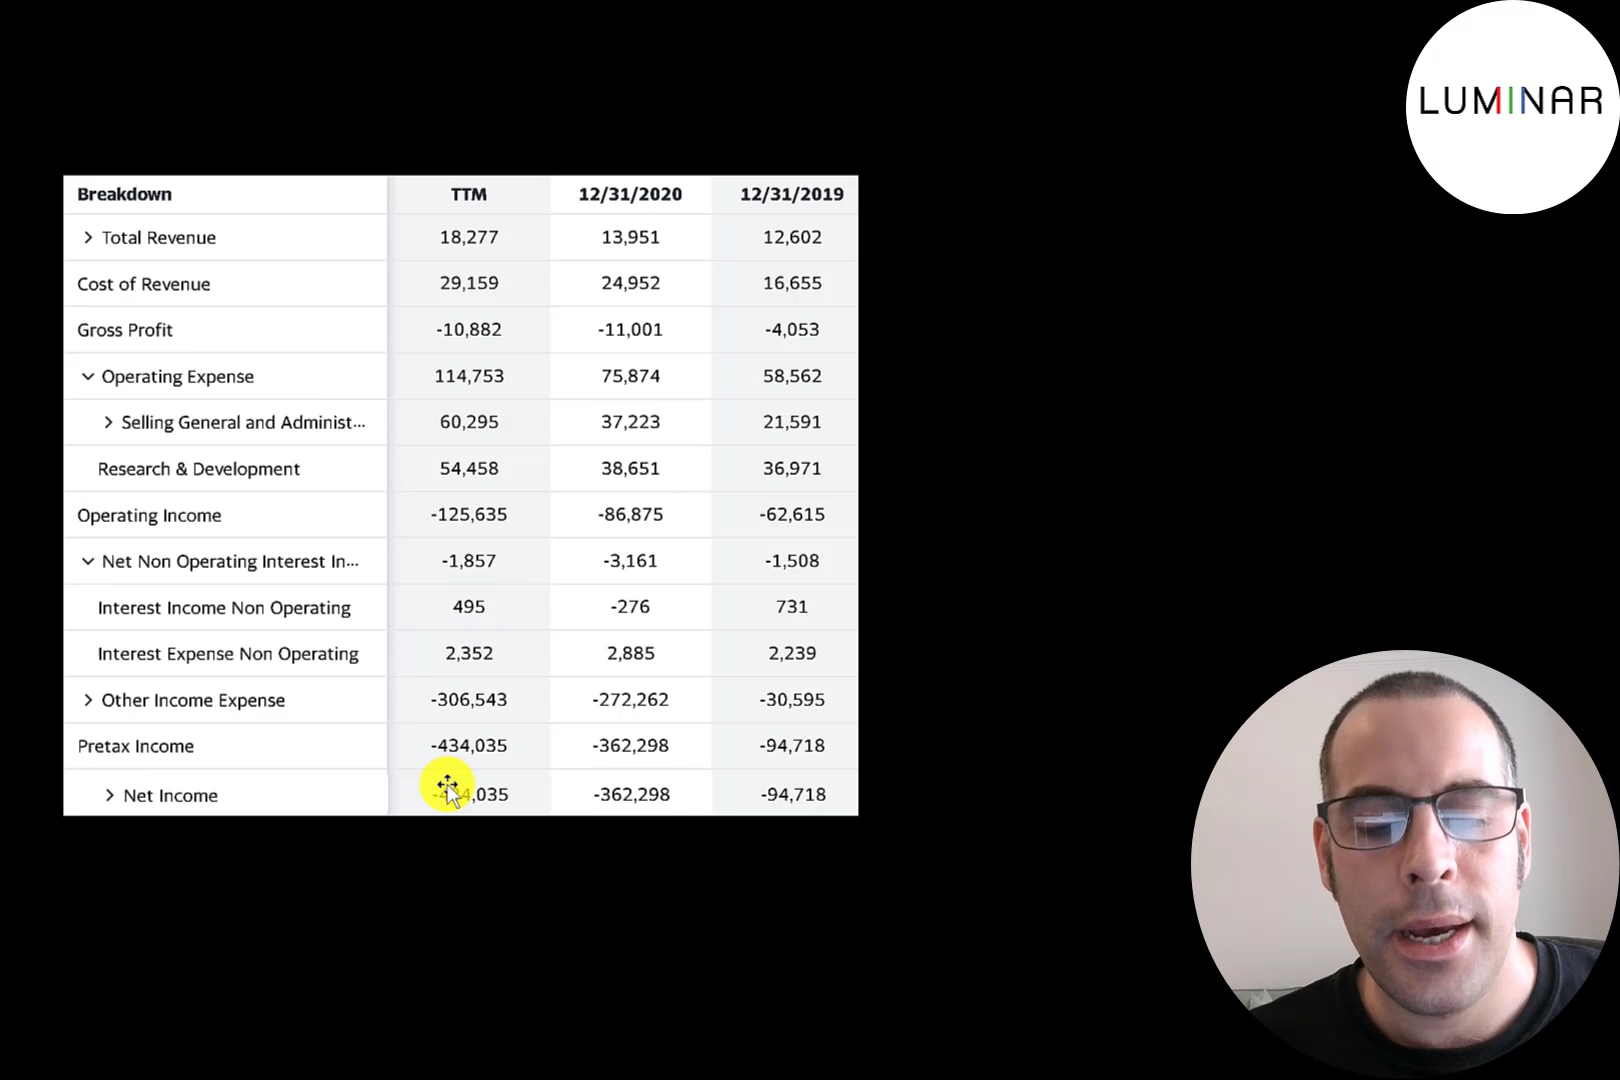 LUMINAR
Breakdown TTM 12/31/2020 12/31/2019
Total Revenue 18,277 13,951 12,602
Cost of Revenue 29,159 24,952 16,655
Gross Profit -10,882 -11,001 -4,053
Operating Expense 114,753 75,874 58,562
Selling General and Administ... 60,295 37,223 21,591
Research & Development 54,458 38,651 36,971
Operating Income -125,635 -86,875 -62,615
Net Non Operating Interest In... -1,857 -3,161 -1,508
Interest Income Non Operating 495 -276 731
Interest Expense Non Operating 2,352 2,885 2,239
Other Income Expense -306,543 -272,262 -30,595
Pretax Income -434,035 -362,298 -94,718
Net Income -362,298 -94,718